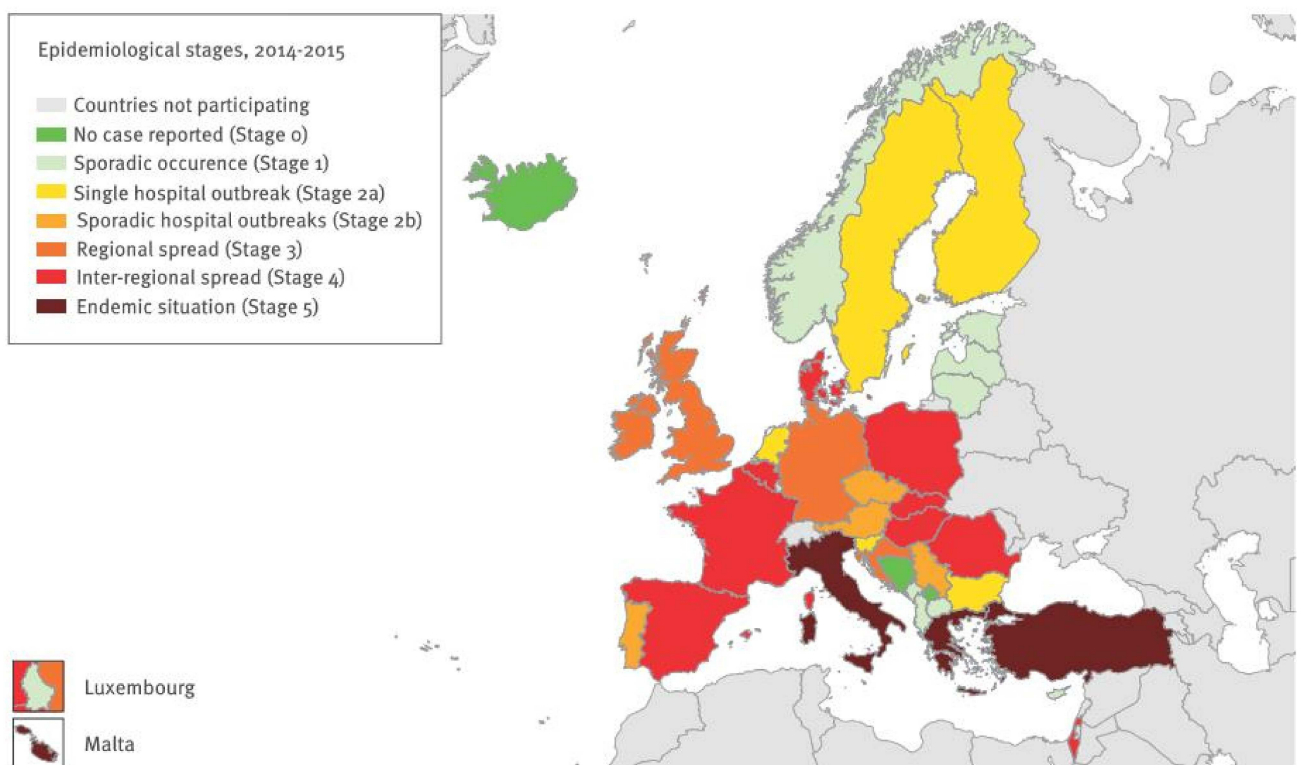 Epidemiological stages, 2014-2015
Countries not participating
No case reported (Stage 0)
Sporadic occurence (Stage 1)
Single hospital outbreak (Stage 2a)
Sporadic hospital outbreaks (Stage 2b)
Regional spread (Stage 3)
Inter-regional spread (Stage 4)
Endemic situation (Stage 5)
Luxembourg
Malta